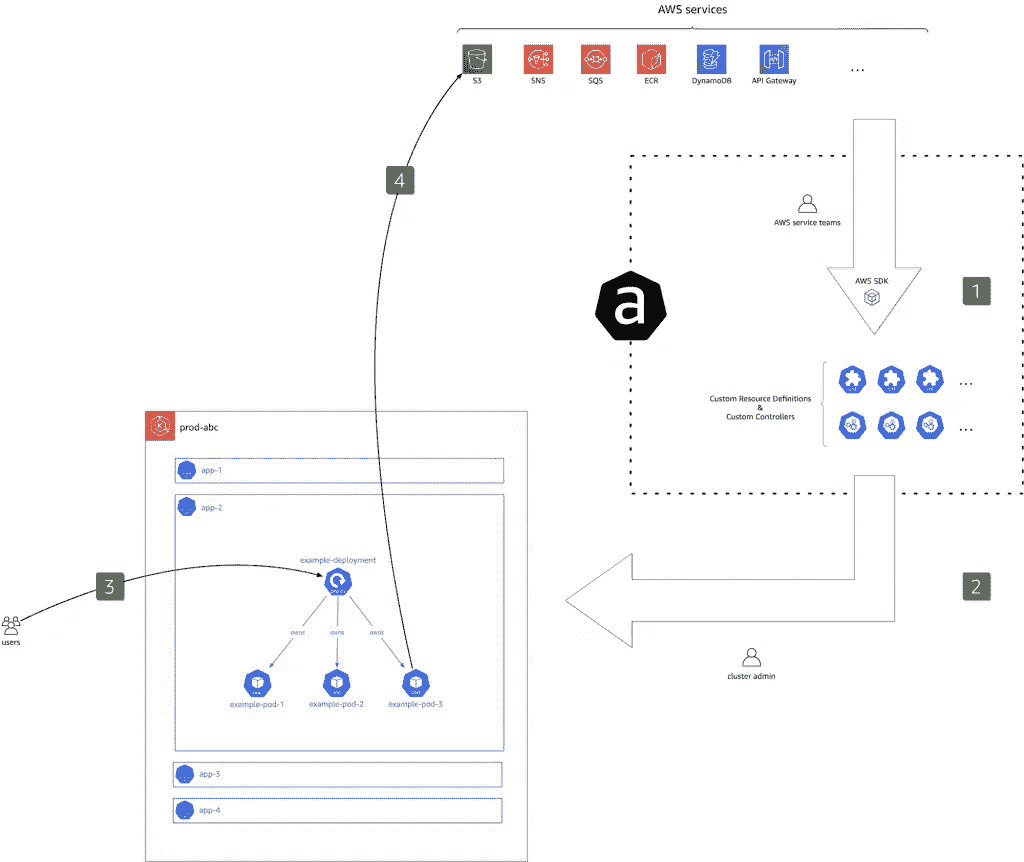 AWS services
S3
SNS
SQS
ECR
DynamoDB
API Gateway
...
4
AWS service teams
AWS SDK
1
a
Custom Resource Definitions
&
Custom Controllers
...
...
prod-abc
app-1
app-2
example-deployment
3
users
owns
owns
owns
2
example-pod-1
example-pod-2
example-pod-3
cluster admin
app-3
app-4